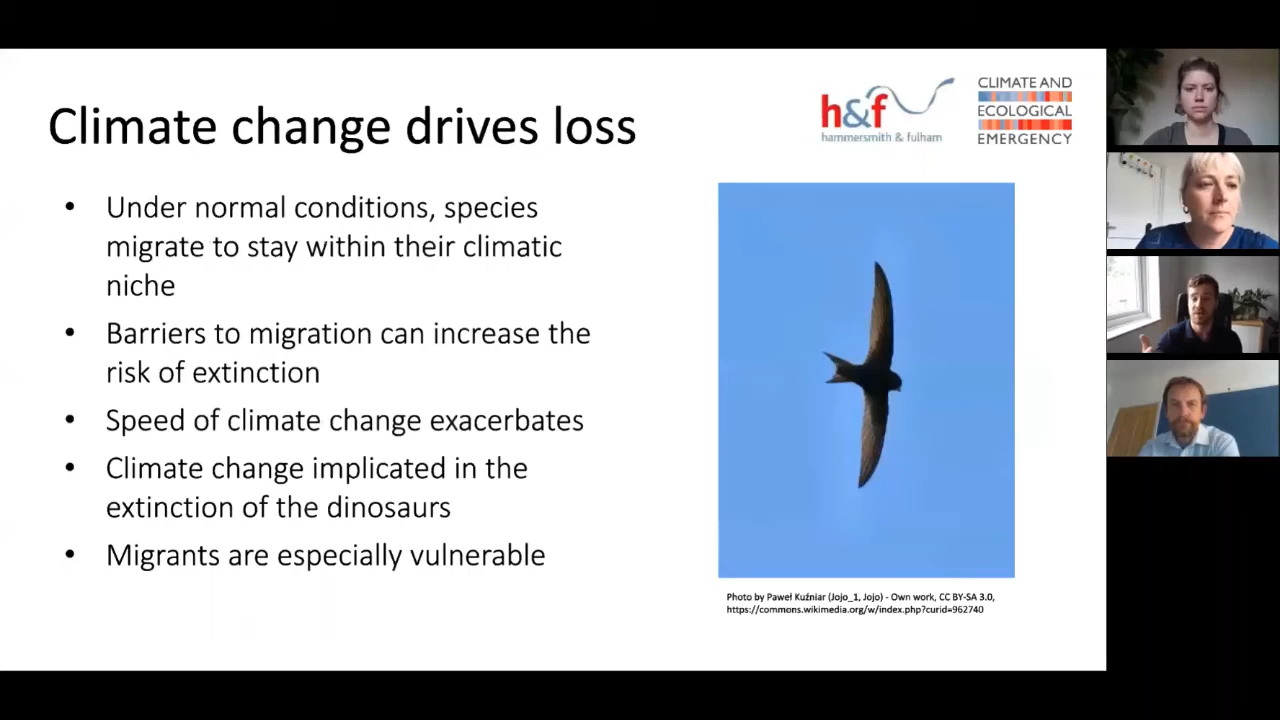 Climate change drives loss
h&f
hammersmith & fulham
CLIMATE AND
ECOLOGICAL
EMERGENCY
• Under normal conditions, species
migrate to stay within their climatic
niche
• Barriers to migration can increase the
risk of extinction
• Speed of climate change exacerbates
• Climate change implicated in the
extinction of the dinosaurs
• Migrants are especially vulnerable
Photo by Paweł Kuźniar (Jojo_1, Jojo) - Own work, CC BY-SA 3.0,
https://commons.wikimedia.org/w/index.php?curid=962740